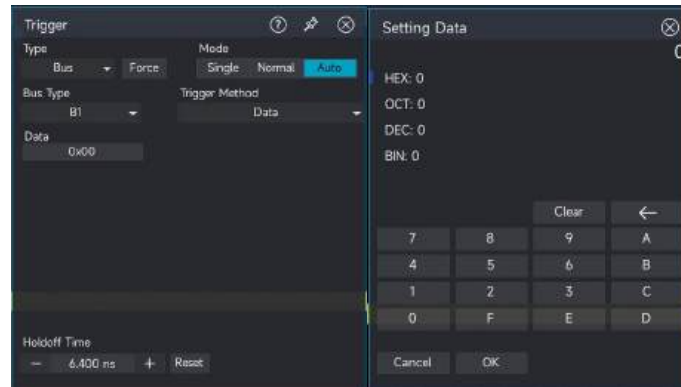 Trigger
Type
Mode
Bus
Force
Single
Normal
Auto
Bus Type
Trigger Method
B1
Data
Data
0x00
Holdoff Time
— 6.400 ns + Reset
Setting Data
0
HEX: 0
OCT: 0
DEC: 0
BIN: 0
Clear ←
7 8 9 A
4 5 6 B
1 2 3 C
0 F E D
Cancel OK